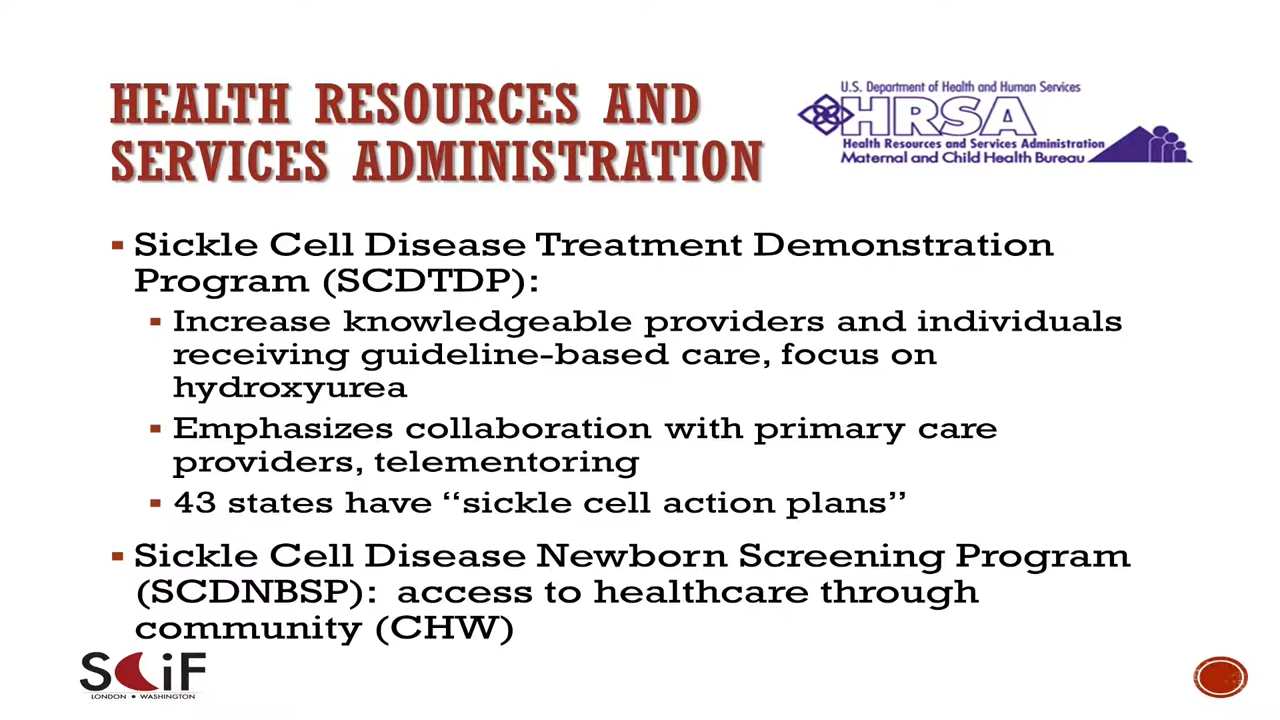 HEALTH RESOURCES AND
SERVICES ADMINISTRATION
U.S. Department of Health and Human Services
HRSA
Health Resources and Services Administration
Maternal and Child Health Bureau
▪ Sickle Cell Disease Treatment Demonstration
Program (SCDTDP):
▪ Increase knowledgeable providers and individuals
receiving guideline-based care, focus on
hydroxyurea
▪ Emphasizes collaboration with primary care
providers, telementoring
▪ 43 states have “sickle cell action plans”
▪ Sickle Cell Disease Newborn Screening Program
(SCDNBSP): access to healthcare through
community (CHW)
SCiF
LONDON • WASHINGTON